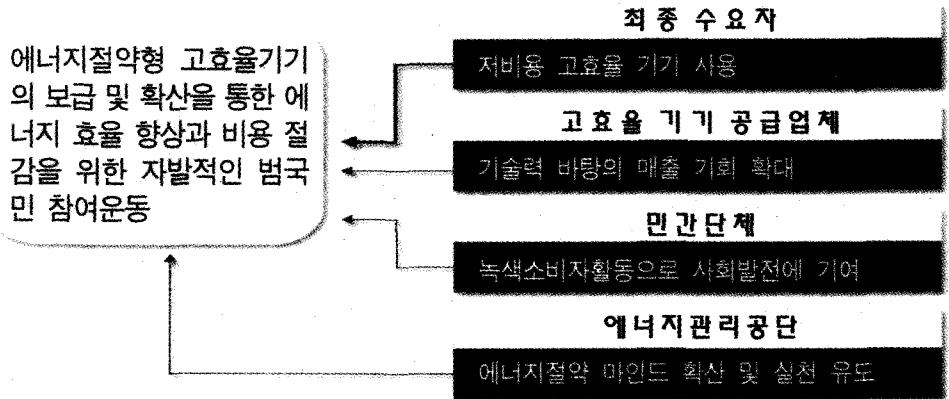 에너지절약형 고효율기기
의 보급 및 확산을 통한 에
너지 효율 향상과 비용 절
감을 위한 자발적인 범국
민 참여운동
최종 수요자
저비용 고효율 기기 사용
고효율 기기 공급업체
기술력 바탕의 매출 기회 확대
민간단체
녹색소비자활동으로 사회발전에 기여
에너지관리공단
에너지절약 마인드 확산 및 실천 유도